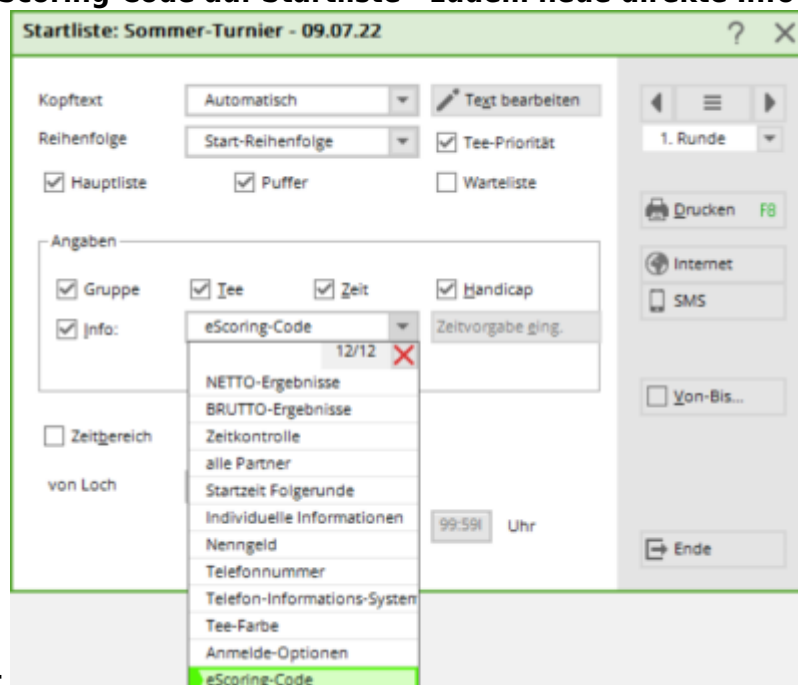 Startliste: Sommer-Turnier - 09.07.22 ?
Kopftext Automatisch Text bearbeiten
Reihenfolge Start-Reihenfolge Tee-Priorität 1. Runde
Hauptliste Puffer Warteliste
Drucken F8
Angaben
Internet
Gruppe Tee Zeit Handicap
SMS
Info: eScoring-Code Zeitvorgabe ging.
12/12
NETTO-Ergebnisse
BRUTTO-Ergebnisse
Von-Bis...
Zeitbereich Zeitkontrolle
alle Partner
von Loch Startzeit Folgerunde
Individuelle Informationen
Uhr
Nenngeld
Ende
Telefonnummer
Telefon-Informations-System
Tee-Farbe
Anmelde-Optionen
eScoring-Code